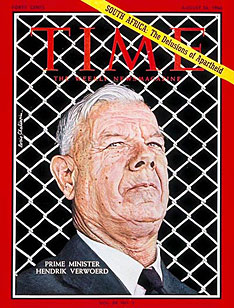 SOUTH AFRICA: The Delusions of Apartheid
TIME
THE WEEKLY NEWSMAGAZINE
PRIME MINISTER
HENDRIK VERWOERD